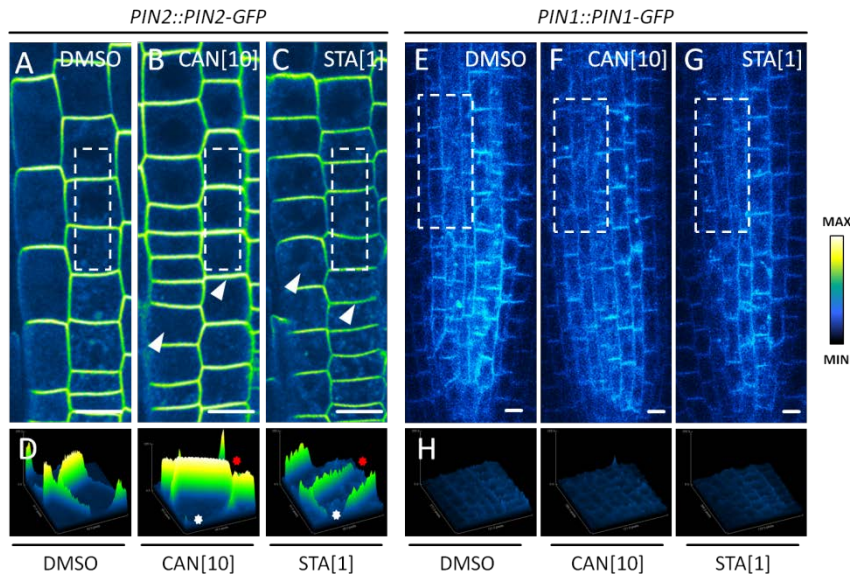 PIN2::PIN2-GFP
PIN1::PIN1-GFP
A DMSO
B CAN[10]
C STA[1]
E DMSO
F CAN[10]
G STA[1]
MAX
MIN
D
H
DMSO
CAN[10]
STA[1]
DMSO
CAN[10]
STA[1]